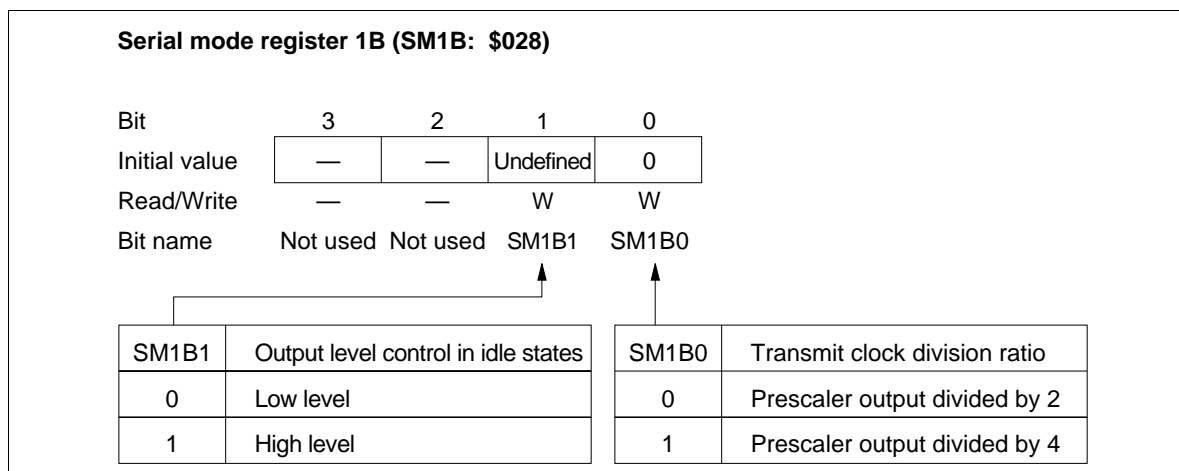 Serial mode register 1B (SM1B: $028)
Bit 3 2 1 0
Initial value — — Undefined 0
Read/Write — — W W
Bit name Not used Not used SM1B1 SM1B0
SM1B1 Output level control in idle states
0 Low level
1 High level
SM1B0 Transmit clock division ratio
0 Prescaler output divided by 2
1 Prescaler output divided by 4